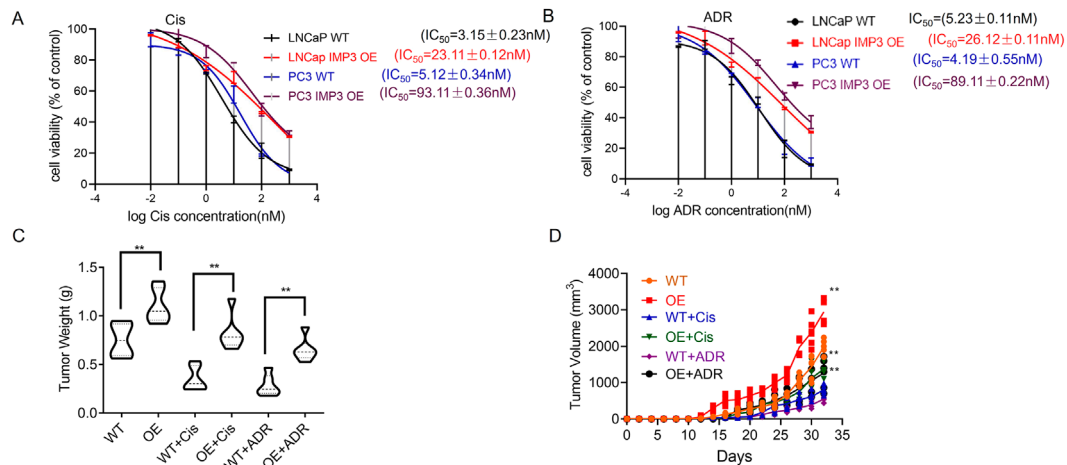 A
Cis
LNCaP WT (IC50=3.15±0.23nM)
LNCap IMP3 OE (IC50=23.11±0.12nM)
PC3 WT (IC50=5.12±0.34nM)
PC3 IMP3 OE (IC50=93.11±0.36nM)
cell viability (% of control)
100
80
60
40
20
0
-4 -2 0 2 4
log Cis concentration(nM)
B
ADR
LNCaP WT IC50=(5.23±0.11nM)
LNCap IMP3 OE (IC50=26.12±0.11nM)
PC3 WT (IC50=4.19±0.55nM)
PC3 IMP3 OE (IC50=89.11±0.22nM)
cell viability (% of control)
100
80
60
40
20
0
-4 -2 0 2 4
log ADR concentration(nM)
C
Tumor Weight (g)
1.5
1.0
0.5
0.0
** ** **
WT OE WT+Cis OE+Cis WT+ADR OE+ADR
D
Tumor Volume (mm3)
4000
3000
2000
1000
0
WT
OE
WT+Cis
OE+Cis
WT+ADR
OE+ADR
**
**
**
0 5 10 15 20 25 30 35
Days